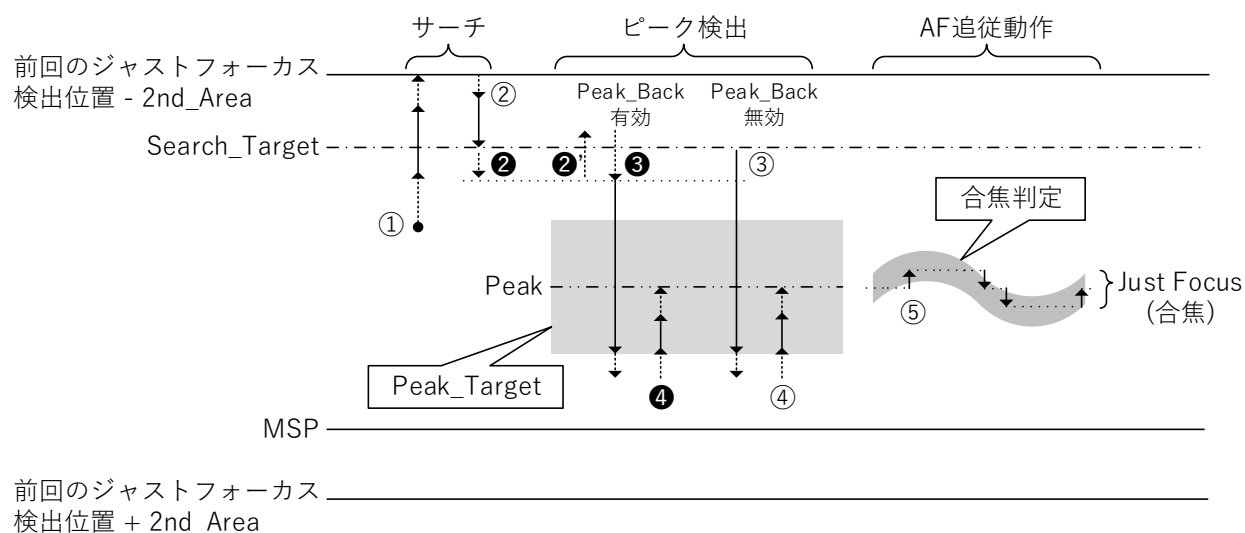 サーチ
ピーク検出
AF追従動作
前回のジャストフォーカス
検出位置 - 2nd_Area
②
Peak_Back
有効
Peak_Back
無効
Search_Target
❷
❷'
❸
③
①
合焦判定
Peak
⑤
Just Focus
(合焦)
Peak_Target
❹
④
MSP
前回のジャストフォーカス
検出位置 + 2nd_Area